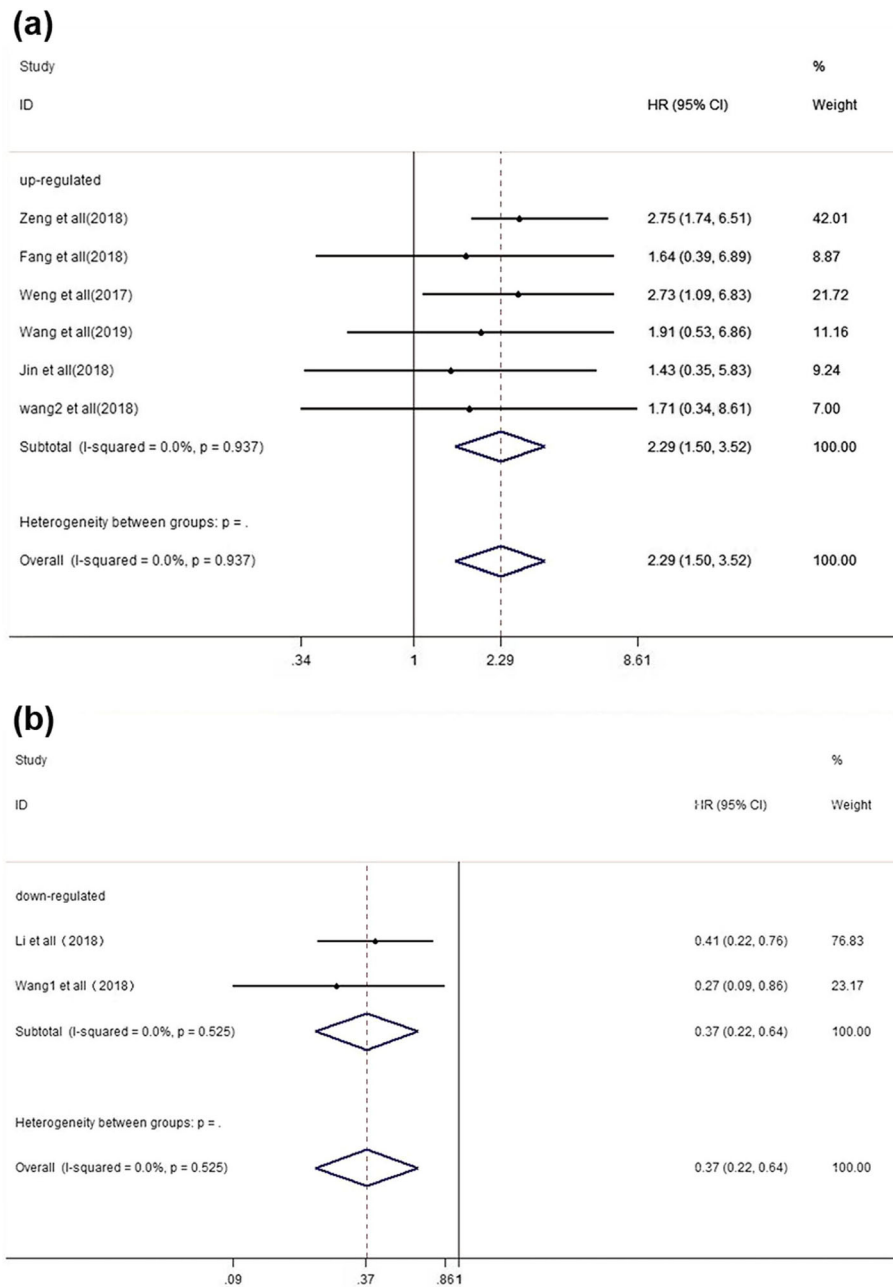 (a)
Study %
ID HR (95% CI) Weight
up-regulated
Zeng et all(2018) 2.75 (1.74, 6.51) 42.01
Fang et all(2018) 1.64 (0.39, 6.89) 8.87
Weng et all(2017) 2.73 (1.09, 6.83) 21.72
Wang et all(2019) 1.91 (0.53, 6.86) 11.16
Jin et all(2018) 1.43 (0.35, 5.83) 9.24
wang2 et all(2018) 1.71 (0.34, 8.61) 7.00
Subtotal (I-squared = 0.0%, p = 0.937) 2.29 (1.50, 3.52) 100.00
Heterogeneity between groups: p = .
Overall (I-squared = 0.0%, p = 0.937) 2.29 (1.50, 3.52) 100.00
.34 1 2.29 8.61
(b)
Study %
ID HR (95% CI) Weight
down-regulated
Li et all（2018） 0.41 (0.22, 0.76) 76.83
Wang1 et all（2018） 0.27 (0.09, 0.86) 23.17
Subtotal (I-squared = 0.0%, p = 0.525) 0.37 (0.22, 0.64) 100.00
Heterogeneity between groups: p = .
Overall (I-squared = 0.0%, p = 0.525) 0.37 (0.22, 0.64) 100.00
.09 .37 .861